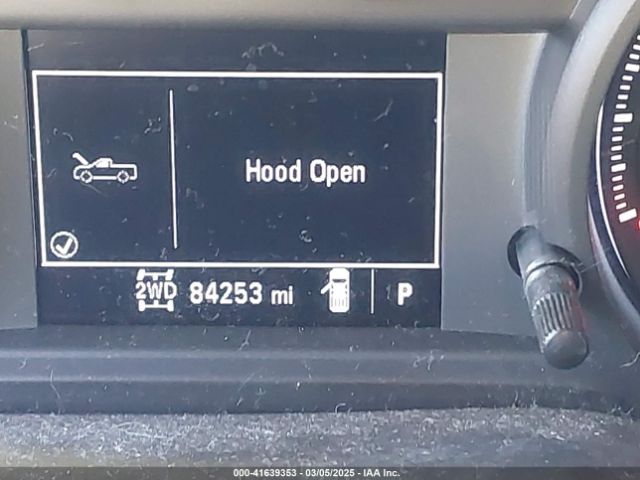 Hood Open
2WD 84253 mi P
000-41639353 — 03/05/2025 — IAA Inc.